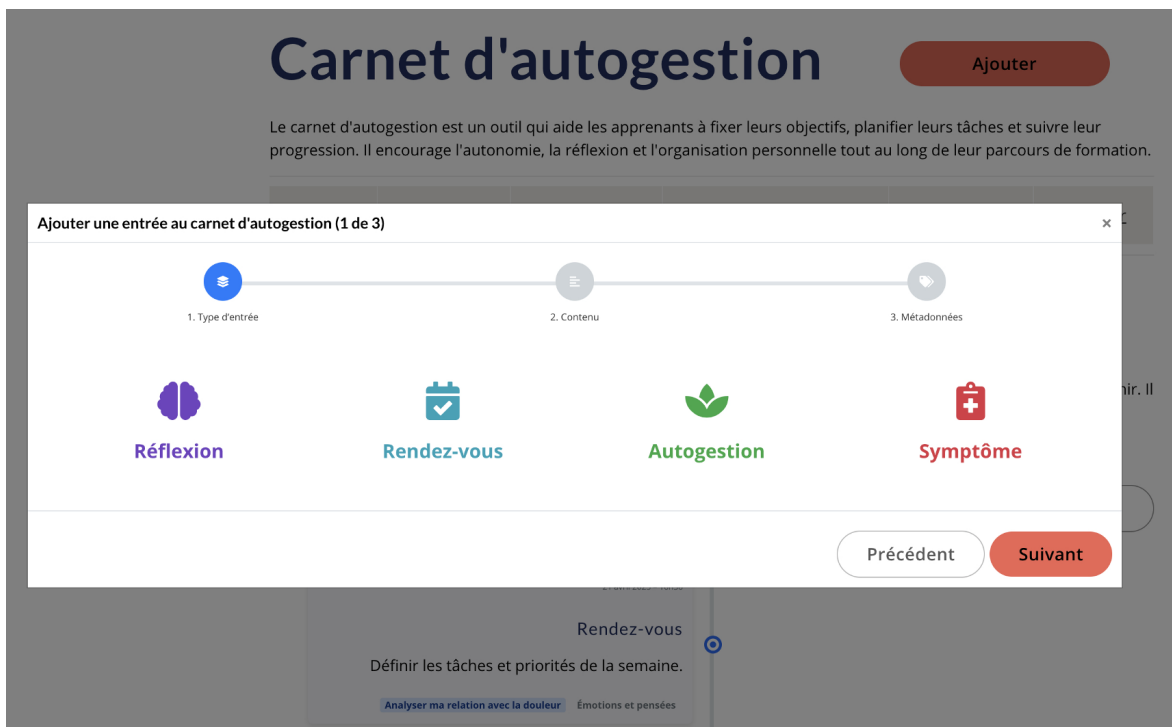 Carnet d'autogestion
Ajouter
Le carnet d'autogestion est un outil qui aide les apprenants à fixer leurs objectifs, planifier leurs tâches et suivre leur
progression. Il encourage l'autonomie, la réflexion et l'organisation personnelle tout au long de leur parcours de formation.
Ajouter une entrée au carnet d'autogestion (1 de 3)
×
1. Type d'entrée
2. Contenu
3. Métadonnées
nir. Il
Réflexion
Rendez-vous
Autogestion
Symptôme
Précédent
Suivant
Rendez-vous
Définir les tâches et priorités de la semaine.
Analyser ma relation avec la douleur Émotions et pensées